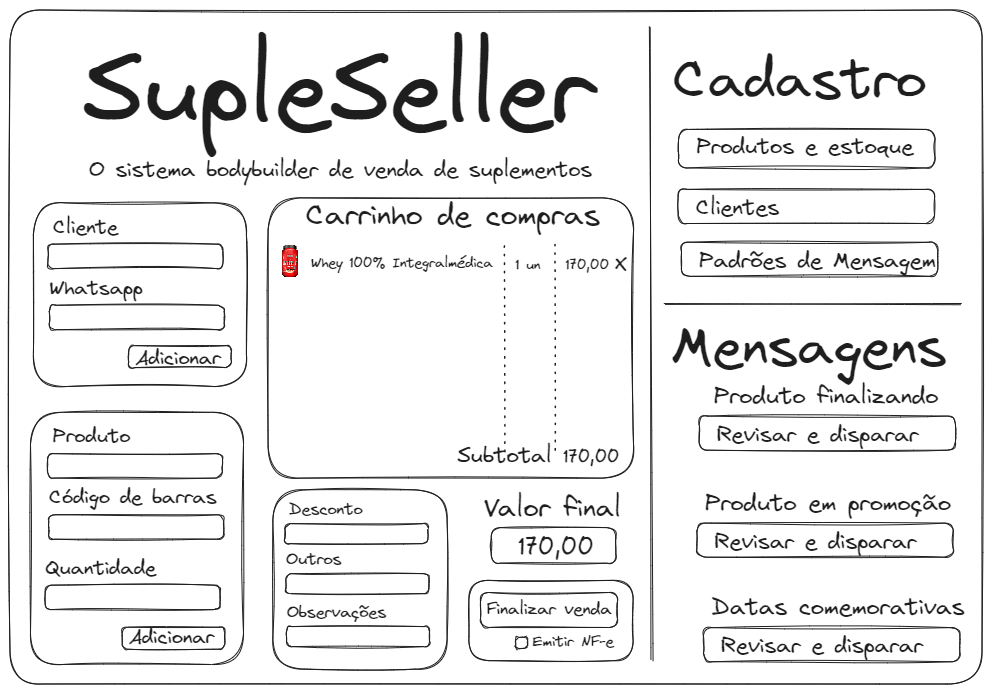 SupleSeller
O sistema bodybuilder de venda de suplementos
Cliente
Whatsapp
Adicionar
Produto
Código de barras
Quantidade
Adicionar
Carrinho de compras
Whey 100% Integralmédica 1 un 170,00 X
Subtotal 170,00
Desconto
Outros
Observações
Valor final
170,00
Finalizar venda
Emitir NF-e
Cadastro
Produtos e estoque
Clientes
Padrões de Mensagem
Mensagens
Produto finalizando
Revisar e disparar
Produto em promoção
Revisar e disparar
Datas comemorativas
Revisar e disparar